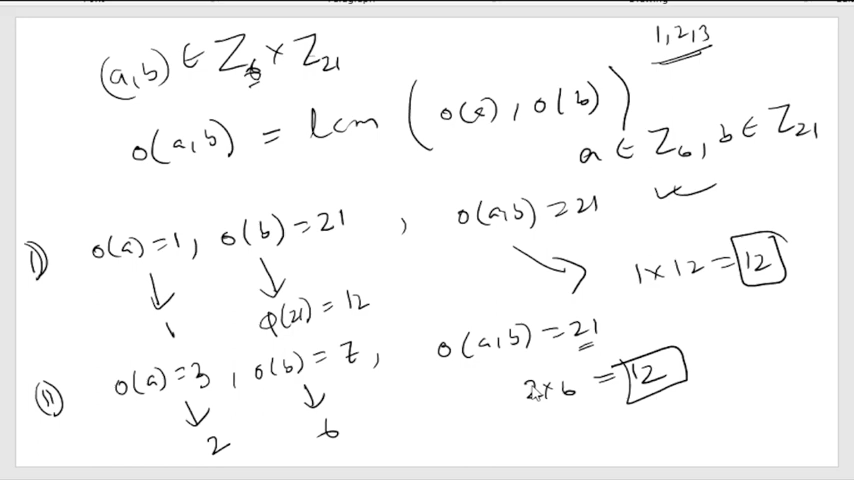 (a,b) ∈ Z₆ × Z₂₁
1,2,3
o(a,b) = lcm (o(a), o(b))
a ∈ Z₆, b ∈ Z₂₁
I) o(a)=1, o(b)=21, o(a,b)=21
1 φ(21)=12
1×12=12
II) o(a)=3, o(b)=7, o(a,b)=21
2 6
2×6=12